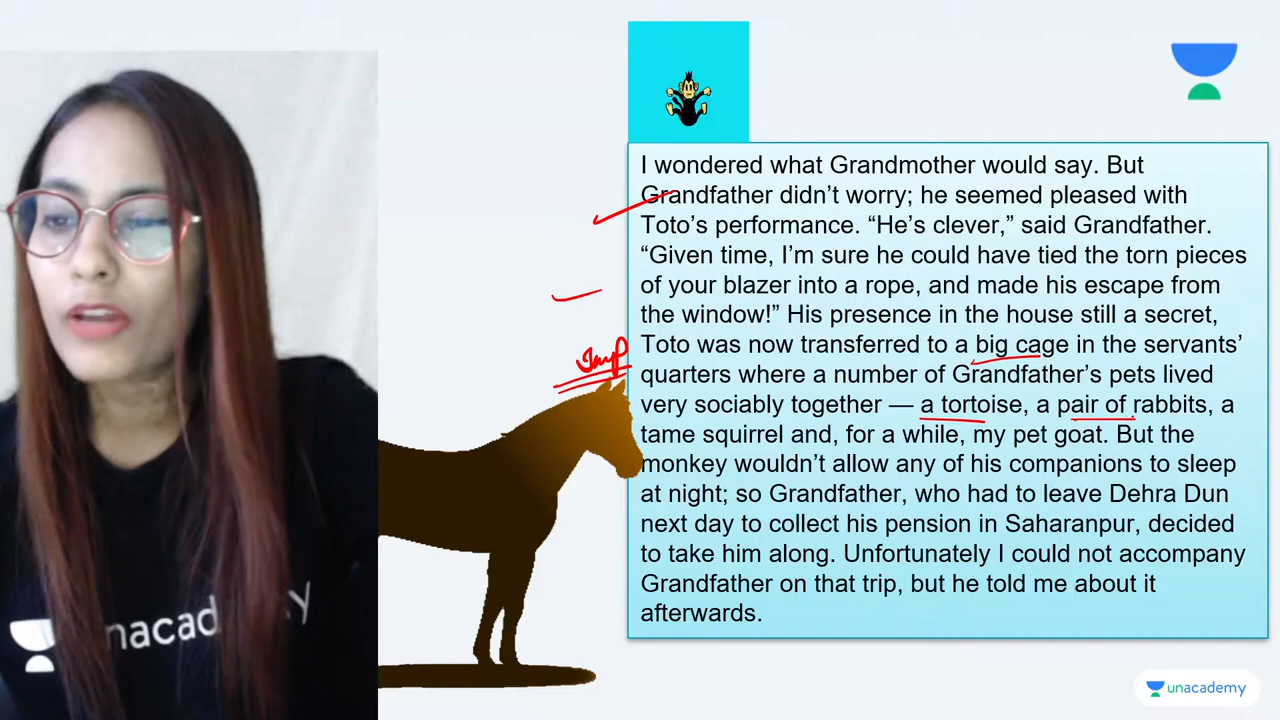 I wondered what Grandmother would say. But
Grandfather didn’t worry; he seemed pleased with
Toto’s performance. “He’s clever,” said Grandfather.
“Given time, I’m sure he could have tied the torn pieces
of your blazer into a rope, and made his escape from
the window!” His presence in the house still a secret,
Toto was now transferred to a big cage in the servants’
quarters where a number of Grandfather’s pets lived
very sociably together — a tortoise, a pair of rabbits, a
tame squirrel and, for a while, my pet goat. But the
monkey wouldn’t allow any of his companions to sleep
at night; so Grandfather, who had to leave Dehra Dun
next day to collect his pension in Saharanpur, decided
to take him along. Unfortunately I could not accompany
Grandfather on that trip, but he told me about it
afterwards.
unacademy